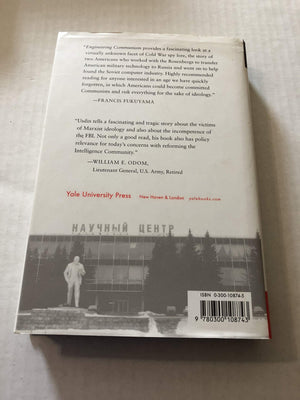 "Engineering Communism provides a fascinating look at a
virtually unknown facet of Cold War spy lore, the story of
two Americans who worked with the Rosenbergs to transfer
American military technology to Russia and went on to help
found the Soviet computer industry. Highly recommended
reading for anyone interested in an age we have quickly
forgotten, in which Americans could become committed
Communists and risk everything for the sake of ideology."
—FRANCIS FUKUYAMA
"Usdin tells a fascinating and tragic story about the victims
of Marxist ideology and also about the incompetence of
the FBI. Not only a good read, his book also has policy
relevance for today's concerns with reforming the
Intelligence Community."
—WILLIAM E. ODOM,
Lieutenant General, U.S. Army, Retired
Yale University Press New Haven & London yalebooks.com
НАУЧНЫЙ ЦЕНТР
ISBN 0-300-10874-5
9 780300 108743